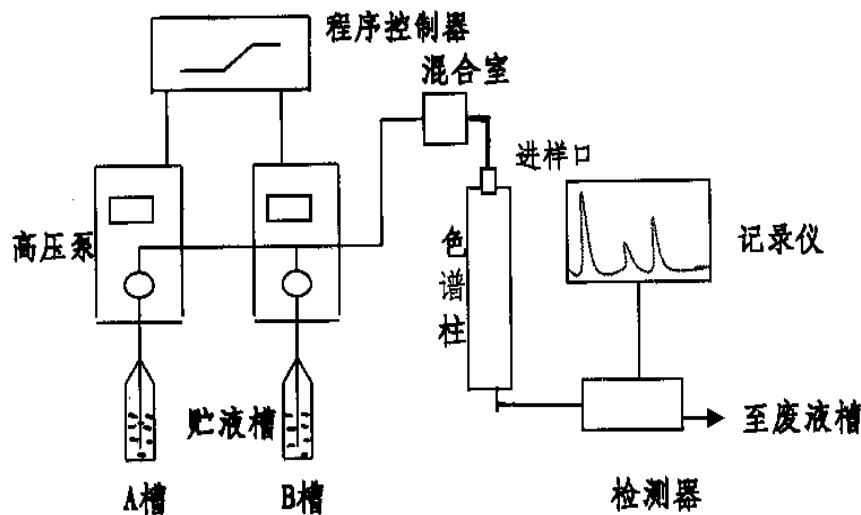 程序控制器
混合室
进样口
高压泵
色谱柱
记录仪
贮液槽
至废液槽
A槽
B槽
检测器